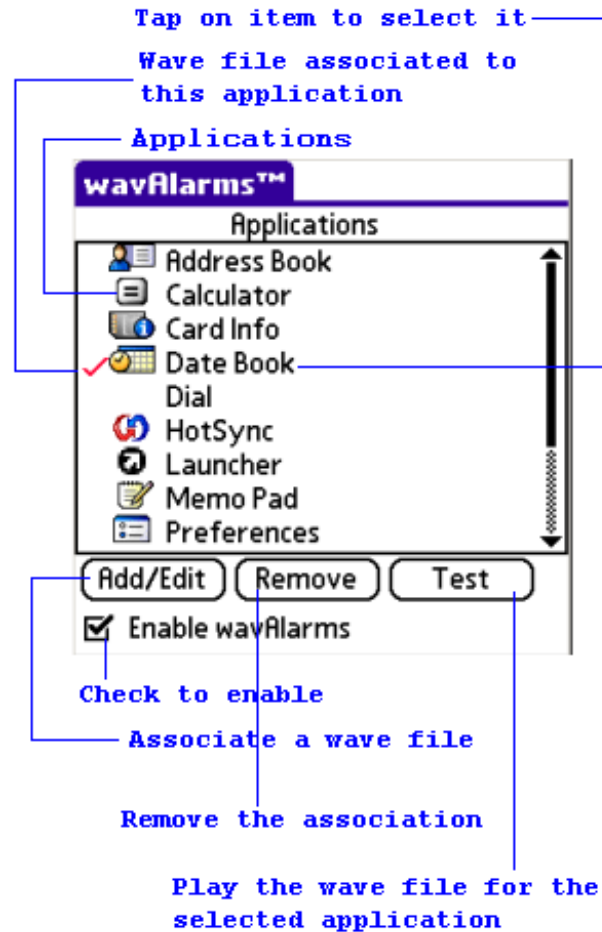 Tap on item to select it
Wave file associated to
this application
Applications
wavAlarms™
Applications
Address Book
Calculator
Card Info
Date Book
Dial
HotSync
Launcher
Memo Pad
Preferences
Add/Edit Remove Test
Enable wavAlarms
Check to enable
Associate a wave file
Remove the association
Play the wave file for the
selected application